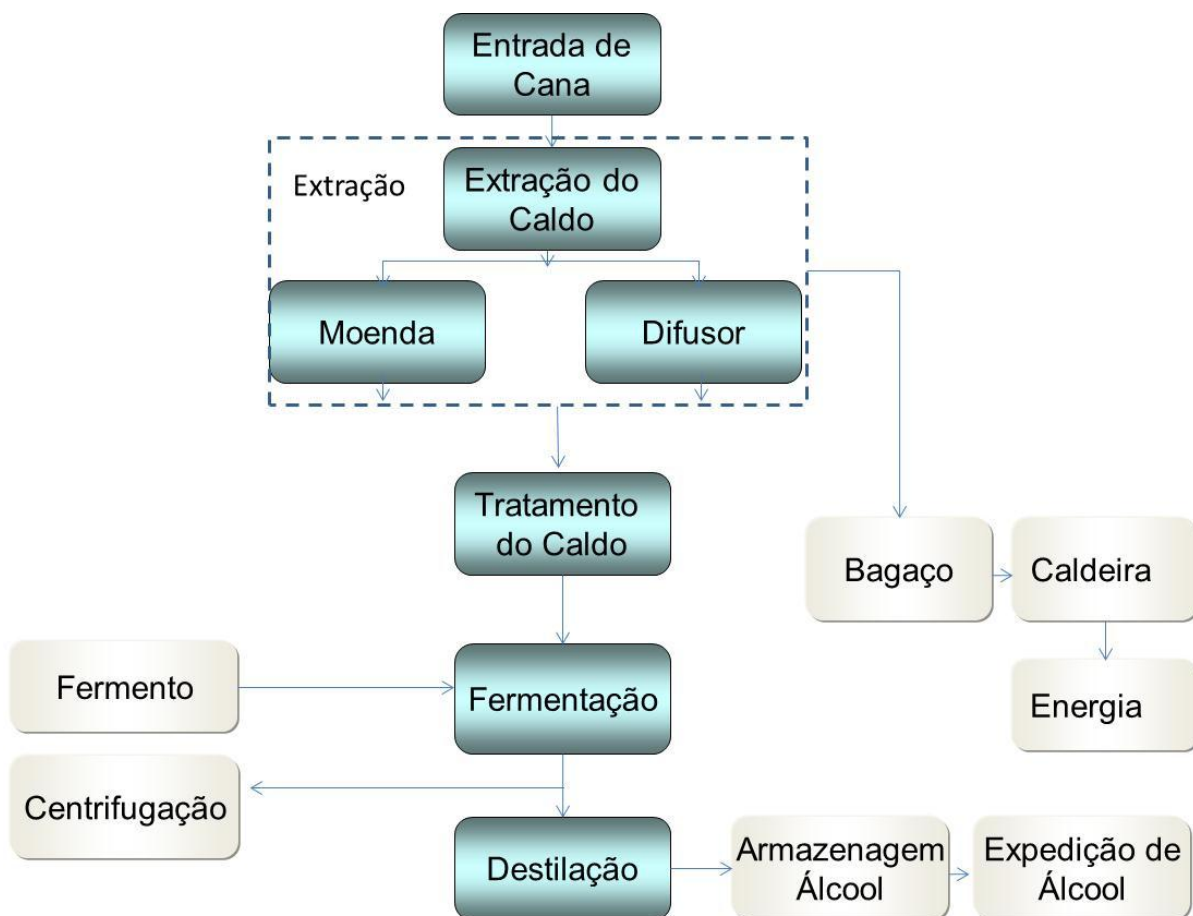 Entrada de
Cana
Extração
Extração do
Caldo
Moenda
Difusor
Tratamento
do Caldo
Bagaço
Caldeira
Fermento
Fermentação
Energia
Centrifugação
Destilação
Armazenagem
Álcool
Expedição de
Álcool